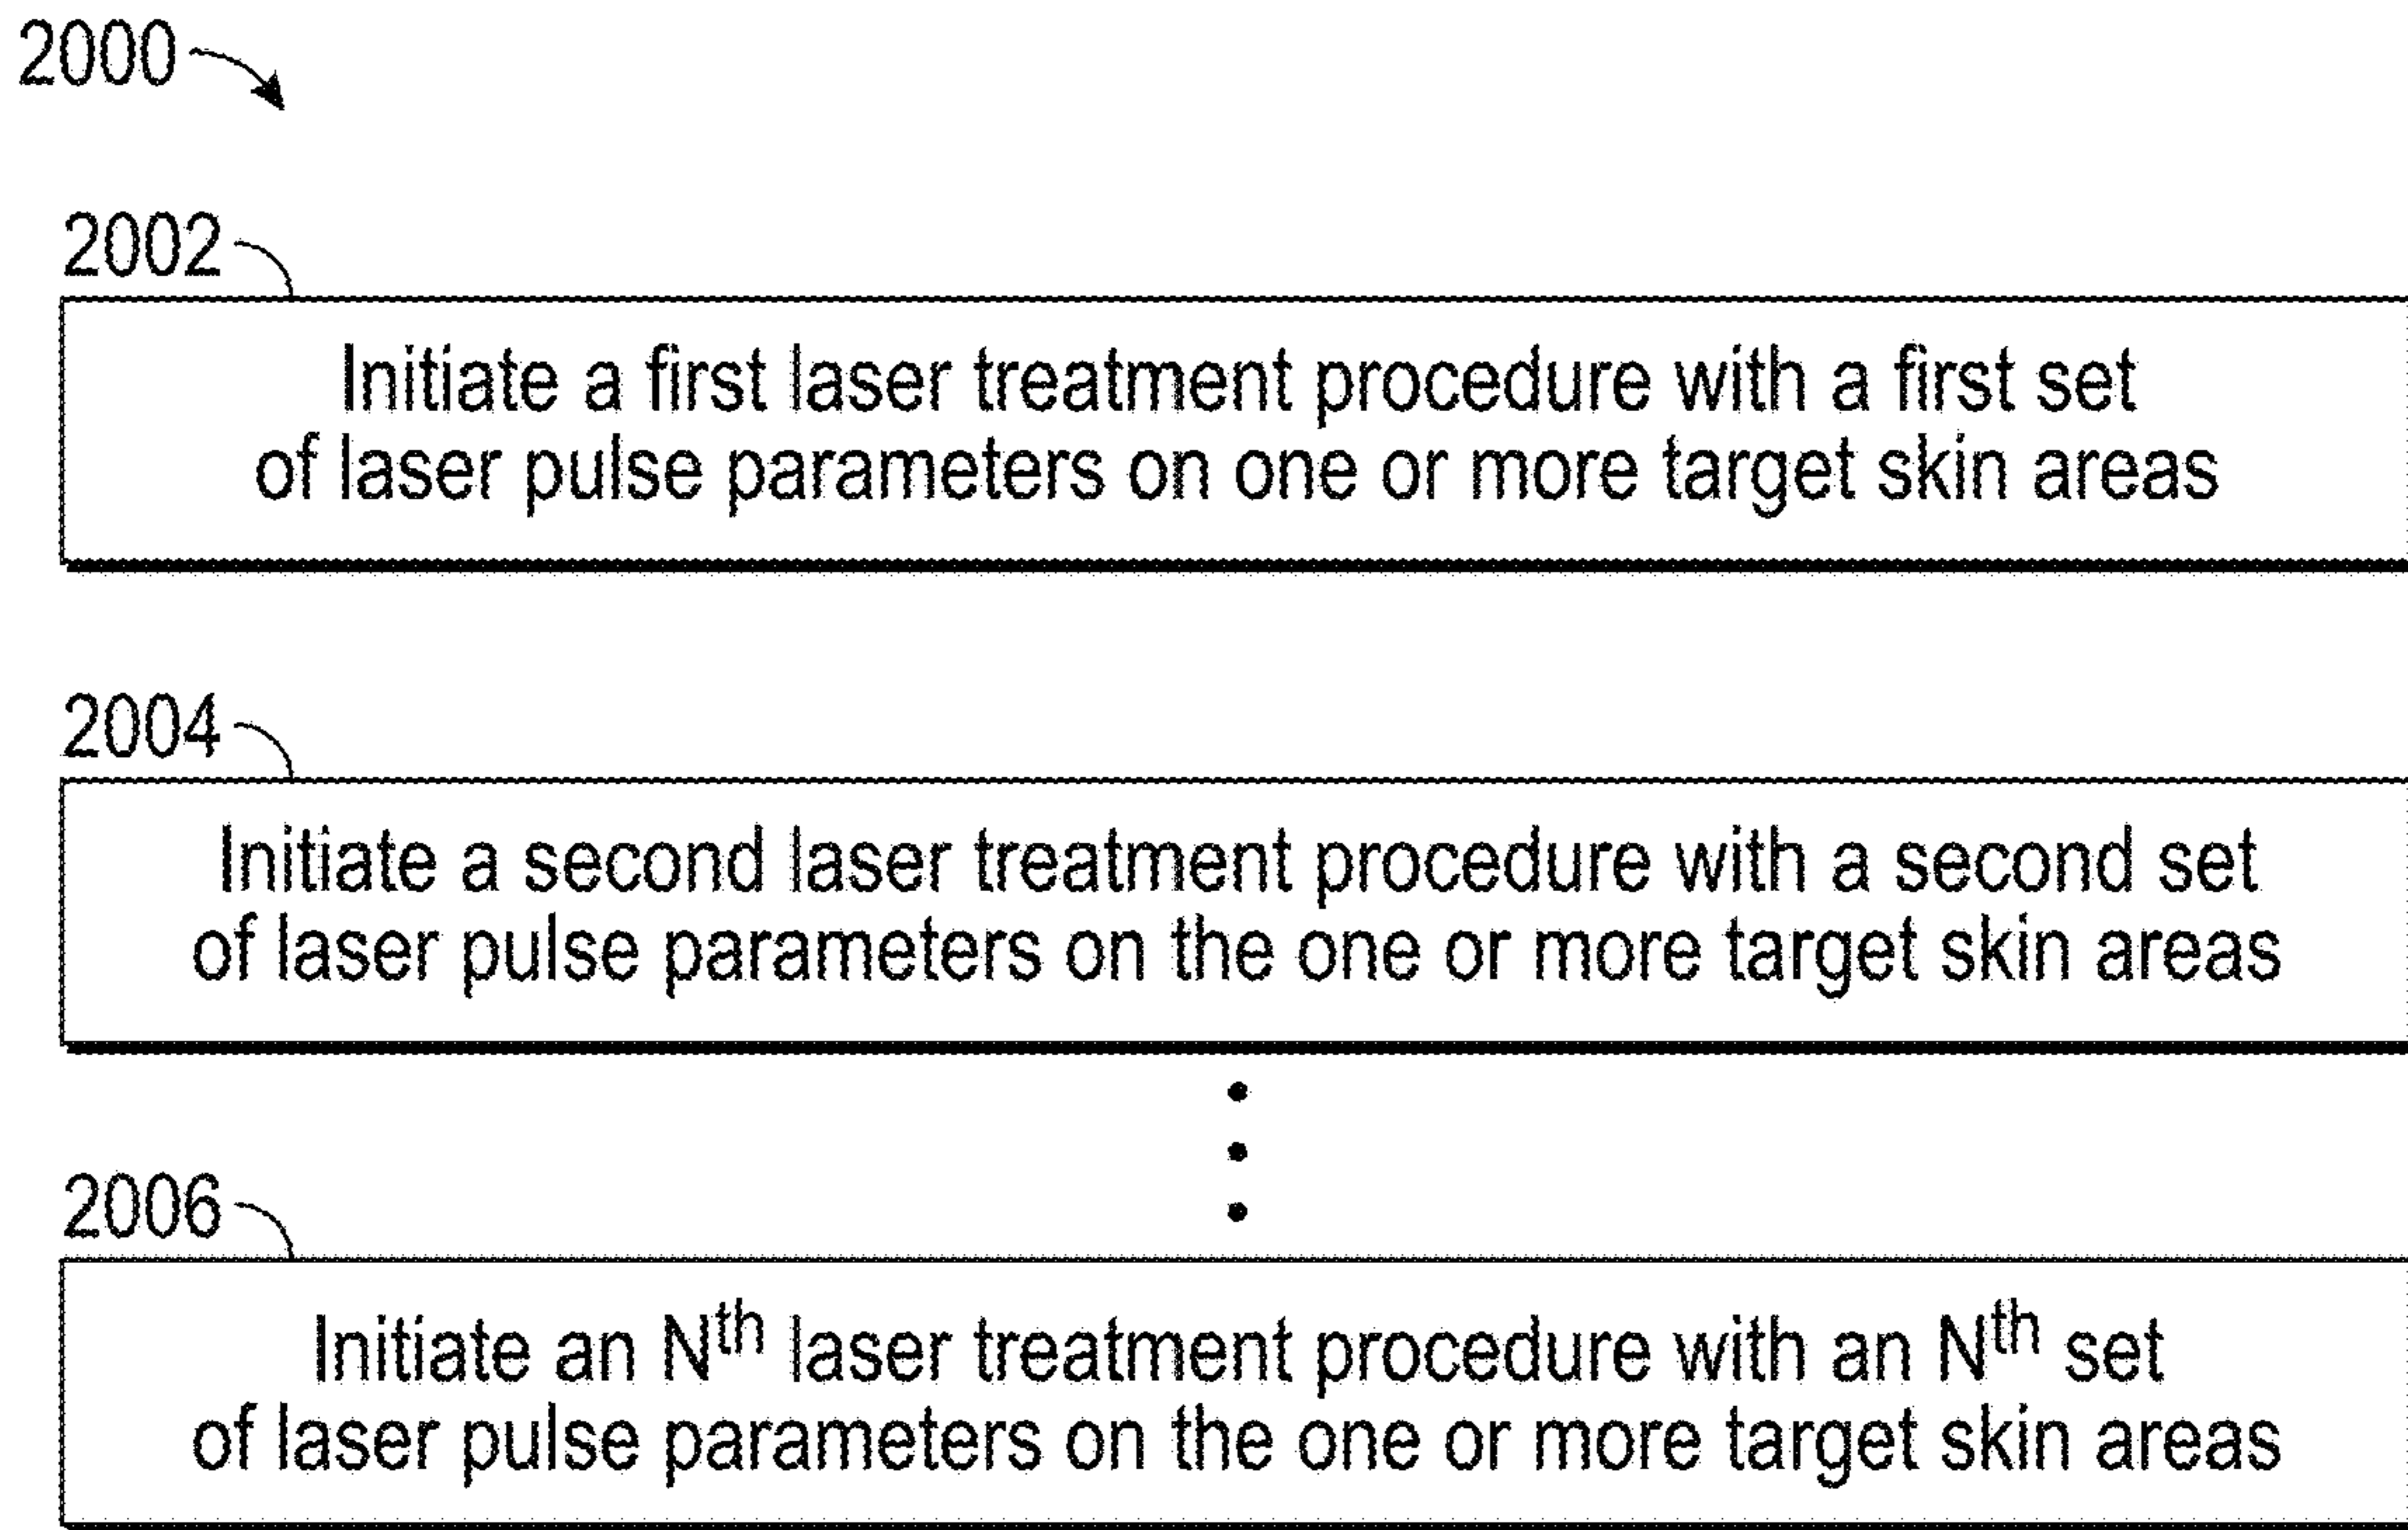 2000
2002
Initiate a first laser treatment procedure with a first set
of laser pulse parameters on one or more target skin areas
2004
Initiate a second laser treatment procedure with a second set
of laser pulse parameters on the one or more target skin areas
2006
Initiate an Nth laser treatment procedure with an Nth set
of laser pulse parameters on the one or more target skin areas